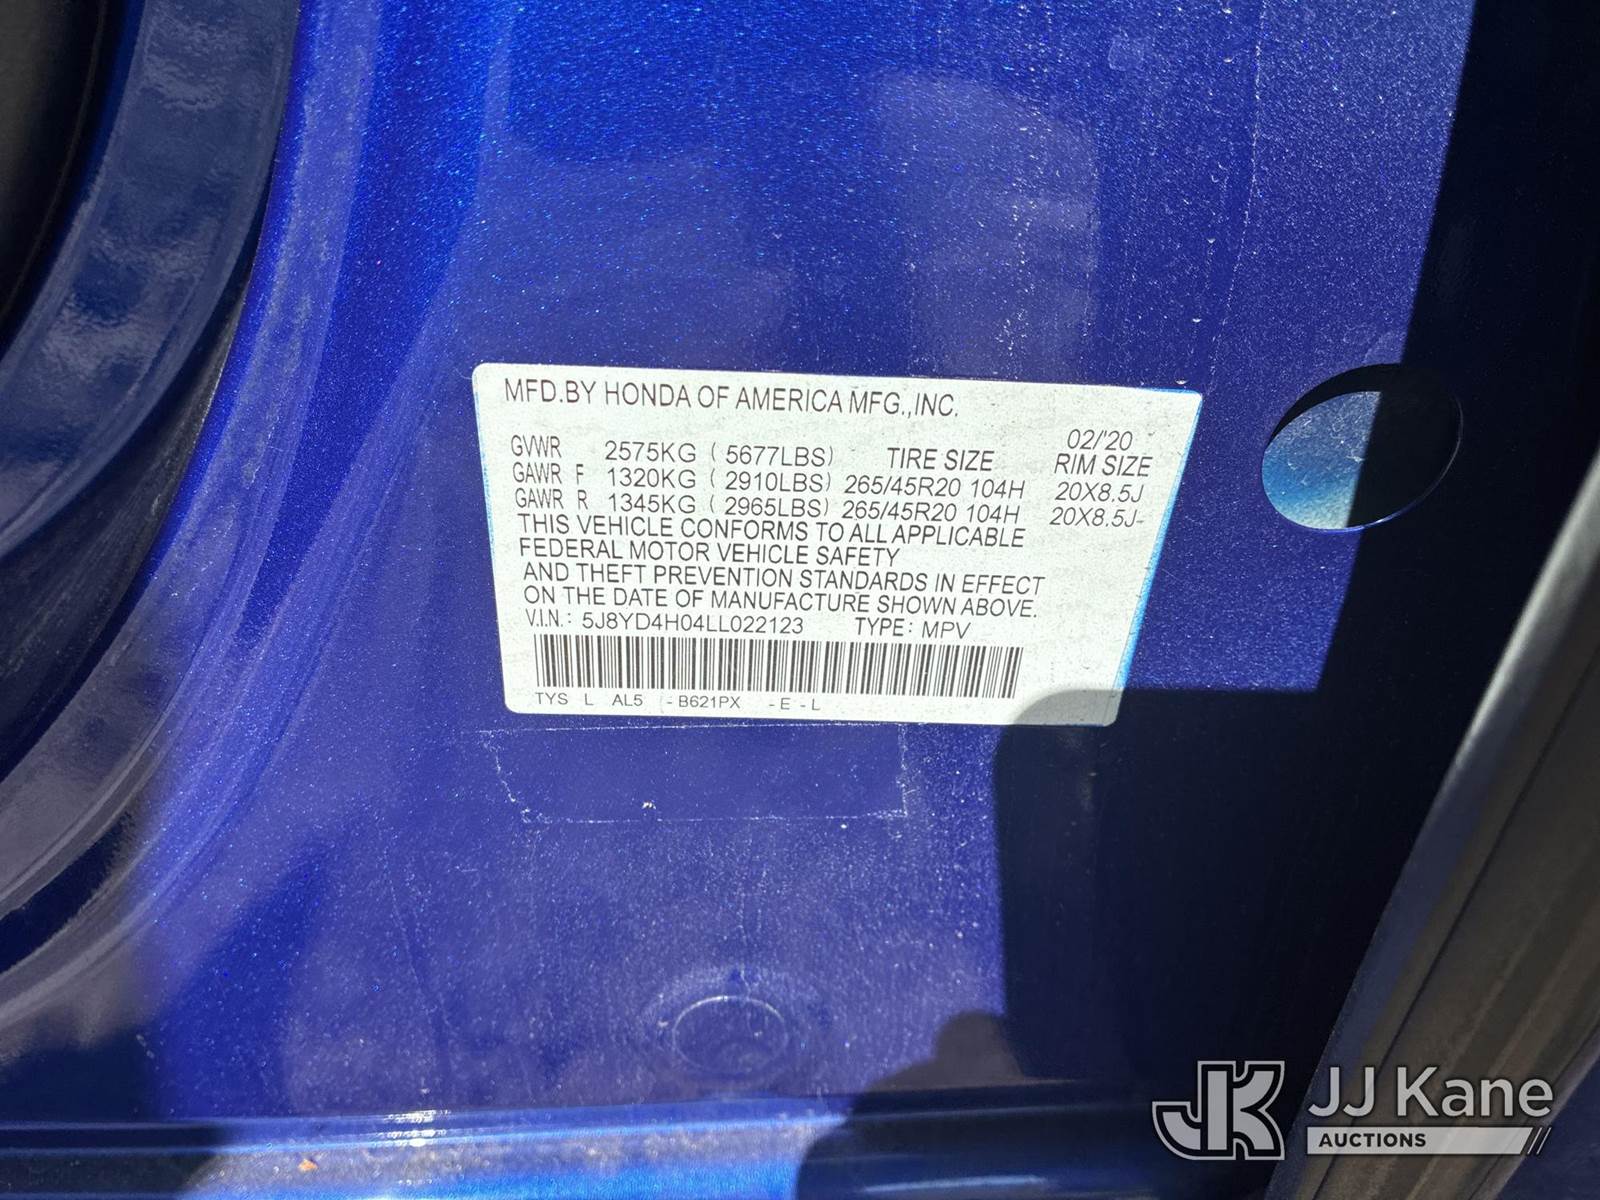 MFD.BY HONDA OF AMERICA MFG.,INC.
02/'20
GVWR 2575KG ( 5677LBS) TIRE SIZE RIM SIZE
GAWR F 1320KG ( 2910LBS) 265/45R20 104H 20X8.5J
GAWR R 1345KG ( 2965LBS) 265/45R20 104H 20X8.5J
THIS VEHICLE CONFORMS TO ALL APPLICABLE
FEDERAL MOTOR VEHICLE SAFETY
AND THEFT PREVENTION STANDARDS IN EFFECT
ON THE DATE OF MANUFACTURE SHOWN ABOVE.
V.I.N.: 5J8YD4H04LL022123 TYPE: MPV
TYS L AL5 - B621PX - E - L
JK JJ Kane
AUCTIONS